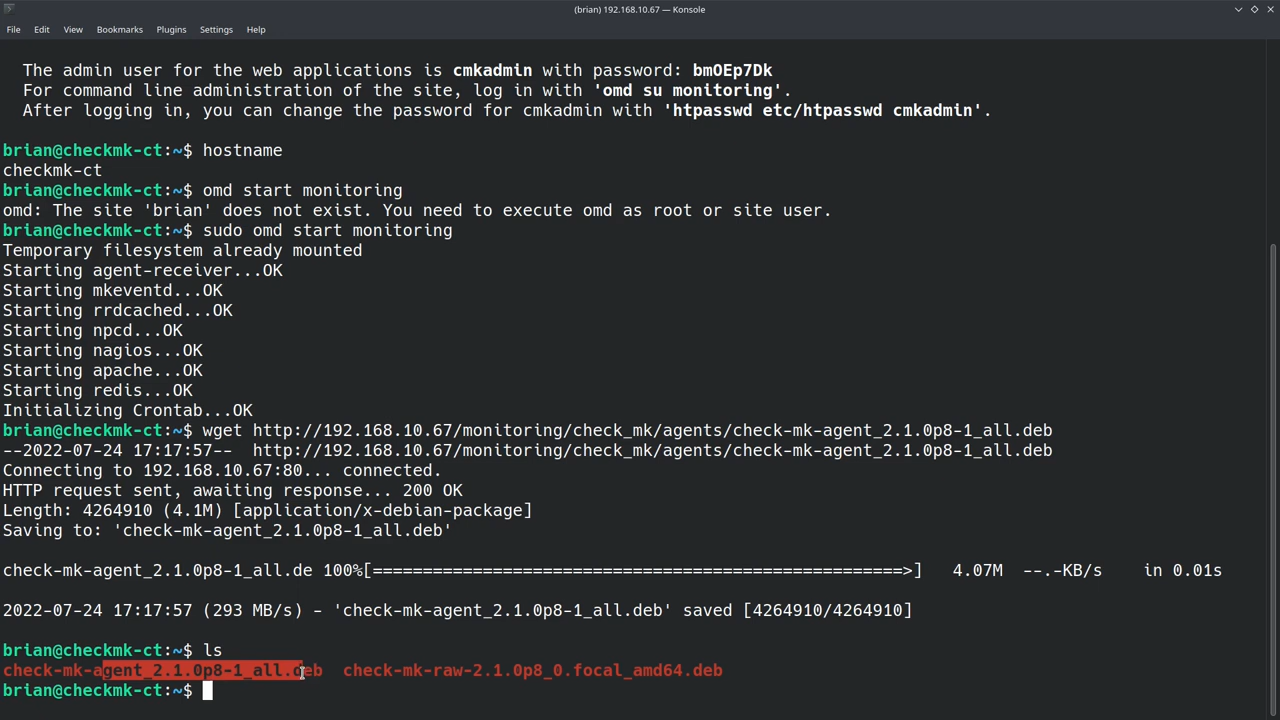 (brian) 192.168.10.67 — Konsole
File Edit View Bookmarks Plugins Settings Help
The admin user for the web applications is cmkadmin with password: bmOEp7Dk
For command line administration of the site, log in with 'omd su monitoring'.
After logging in, you can change the password for cmkadmin with 'htpasswd etc/htpasswd cmkadmin'.
brian@checkmk-ct:~$ hostname
checkmk-ct
brian@checkmk-ct:~$ omd start monitoring
omd: The site 'brian' does not exist. You need to execute omd as root or site user.
brian@checkmk-ct:~$ sudo omd start monitoring
Temporary filesystem already mounted
Starting agent-receiver...OK
Starting mkeventd...OK
Starting rrdcached...OK
Starting npcd...OK
Starting nagios...OK
Starting apache...OK
Starting redis...OK
Initializing Crontab...OK
brian@checkmk-ct:~$ wget http://192.168.10.67/monitoring/check_mk/agents/check-mk-agent_2.1.0p8-1_all.deb
--2022-07-24 17:17:57--  http://192.168.10.67/monitoring/check_mk/agents/check-mk-agent_2.1.0p8-1_all.deb
Connecting to 192.168.10.67:80... connected.
HTTP request sent, awaiting response... 200 OK
Length: 4264910 (4.1M) [application/x-debian-package]
Saving to: 'check-mk-agent_2.1.0p8-1_all.deb'
check-mk-agent_2.1.0p8-1_all.de 100%[=====================================================>]   4.07M  --.-KB/s    in 0.01s
2022-07-24 17:17:57 (293 MB/s) - 'check-mk-agent_2.1.0p8-1_all.deb' saved [4264910/4264910]
brian@checkmk-ct:~$ ls
check-mk-agent_2.1.0p8-1_all.deb  check-mk-raw-2.1.0p8_0.focal_amd64.deb
brian@checkmk-ct:~$